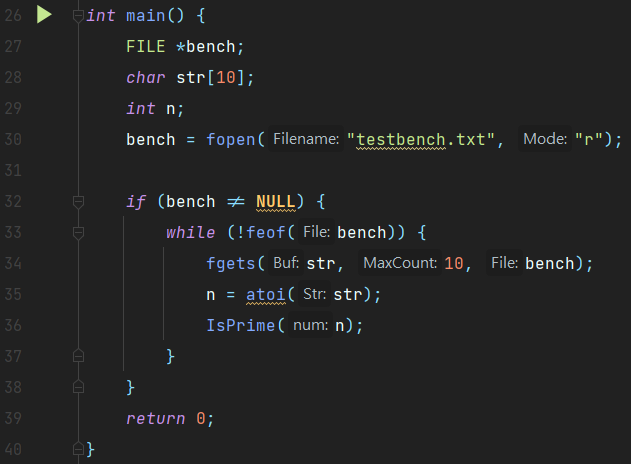 26 int main() {
27 FILE *bench;
28 char str[10];
29 int n;
30 bench = fopen( Filename: "testbench.txt", Mode: "r");
31
32 if (bench ≠ NULL) {
33 while (!feof( File: bench)) {
34 fgets( Buf: str, MaxCount: 10, File: bench);
35 n = atoi( Str: str);
36 IsPrime( num: n);
37 }
38 }
39 return 0;
40 }